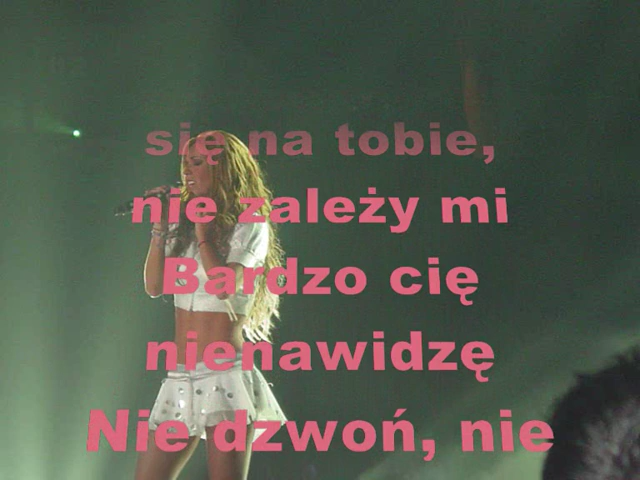 się na tobie,
nie zależy mi
Bardzo cię
nienawidzę
Nie dzwoń, nie